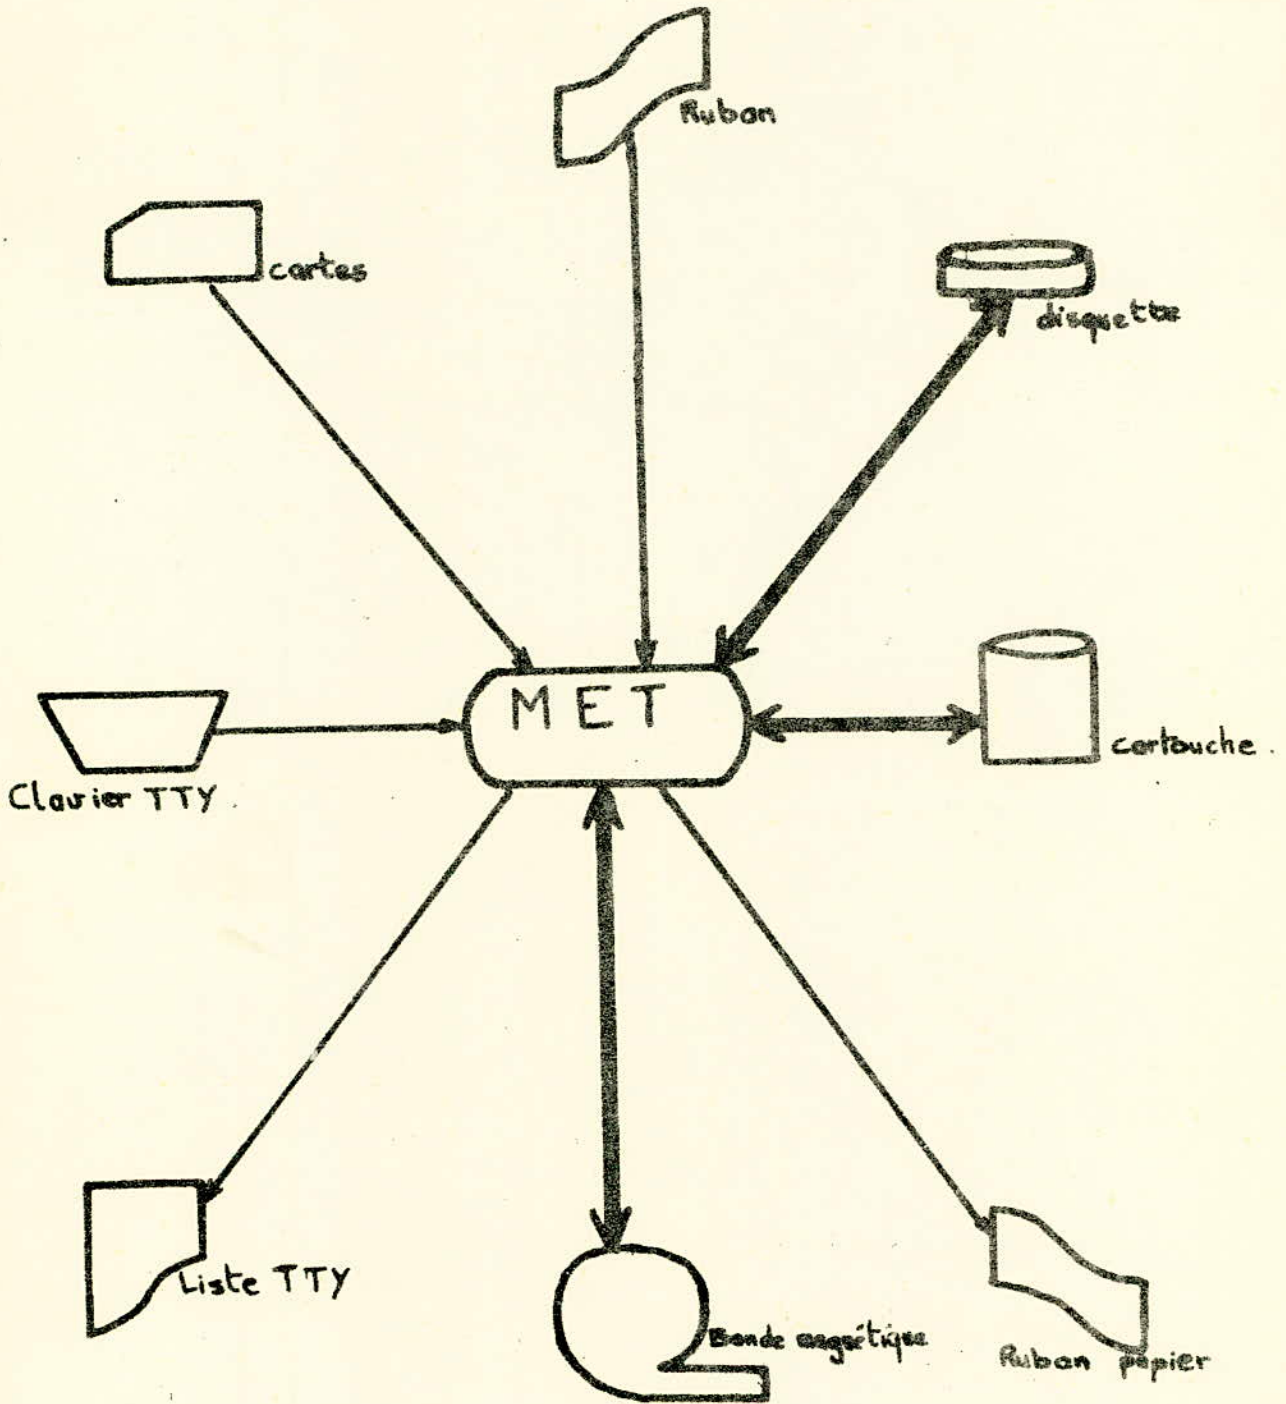 Ruban
cartes
disquette
MET
cartouche.
Clavier TTY.
Liste TTY
Bande magnétique
Ruban papier